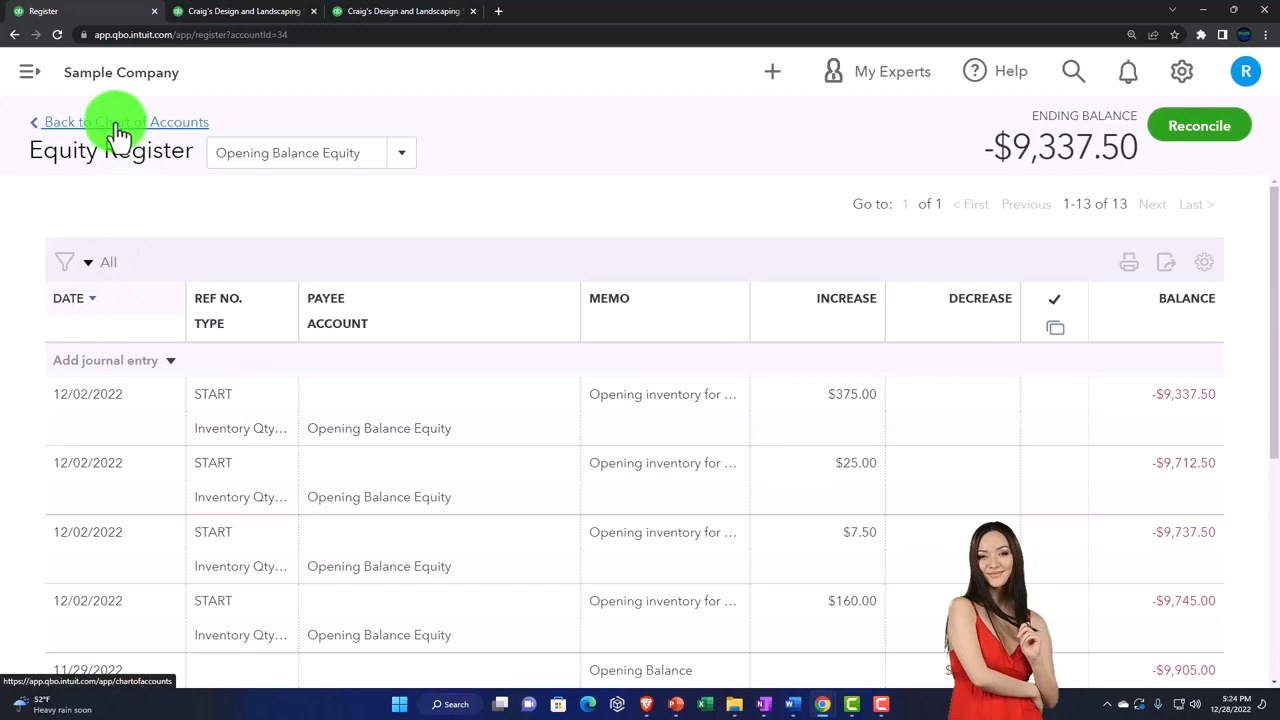 Register
Craig's Design and Landscaping S
Craig's Design and Landscaping S
app.qbo.intuit.com/app/register?accountId=34
Sample Company
My Experts
Help
R
Back to Chart of Accounts
Equity Register
Opening Balance Equity
ENDING BALANCE
-$9,337.50
Reconcile
Go to: 1 of 1 < First Previous 1-13 of 13 Next Last >
All
DATE REF NO. PAYEE MEMO INCREASE DECREASE BALANCE
TYPE ACCOUNT
Add journal entry
12/02/2022 START Opening inventory for ... $375.00 -$9,337.50
Inventory Qty... Opening Balance Equity
12/02/2022 START Opening inventory for ... $25.00 -$9,712.50
Inventory Qty... Opening Balance Equity
12/02/2022 START Opening inventory for ... $7.50 -$9,737.50
Inventory Qty... Opening Balance Equity
12/02/2022 START Opening inventory for ... $160.00 -$9,745.00
Inventory Qty... Opening Balance Equity
11/29/2022 Opening Balance -$9,905.00
https://app.qbo.intuit.com/app/chartofaccounts
52°F
Heavy rain soon
Search
5:24 PM
12/28/2022